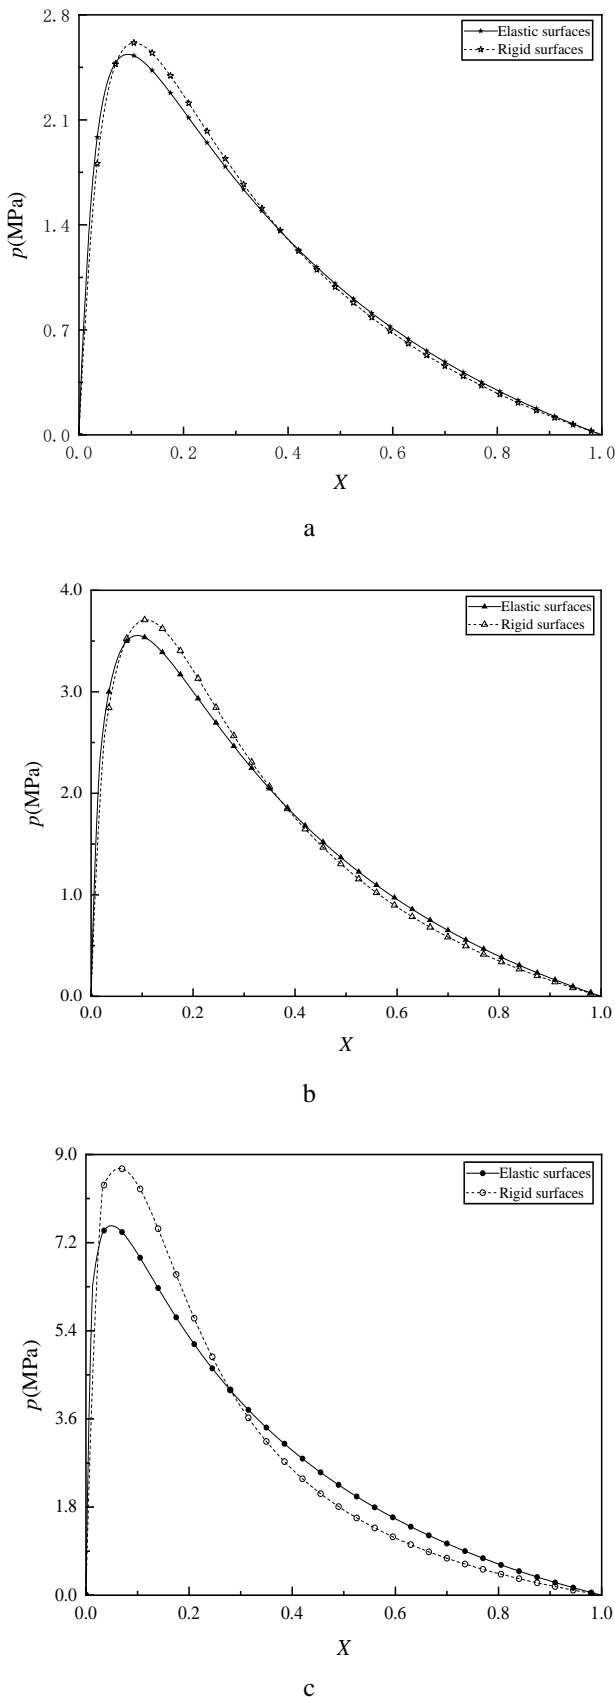 2.8
Elastic surfaces
Rigid surfaces
2.1
1.4
p(MPa)
0.7
0.0
0.0 0.2 0.4 0.6 0.8 1.0
X
a
4.0
Elastic surfaces
Rigid surfaces
3.0
2.0
p(MPa)
1.0
0.0
0.0 0.2 0.4 0.6 0.8 1.0
X
b
9.0
Elastic surfaces
Rigid surfaces
7.2
5.4
p(MPa)
3.6
1.8
0.0
0.0 0.2 0.4 0.6 0.8 1.0
X
c